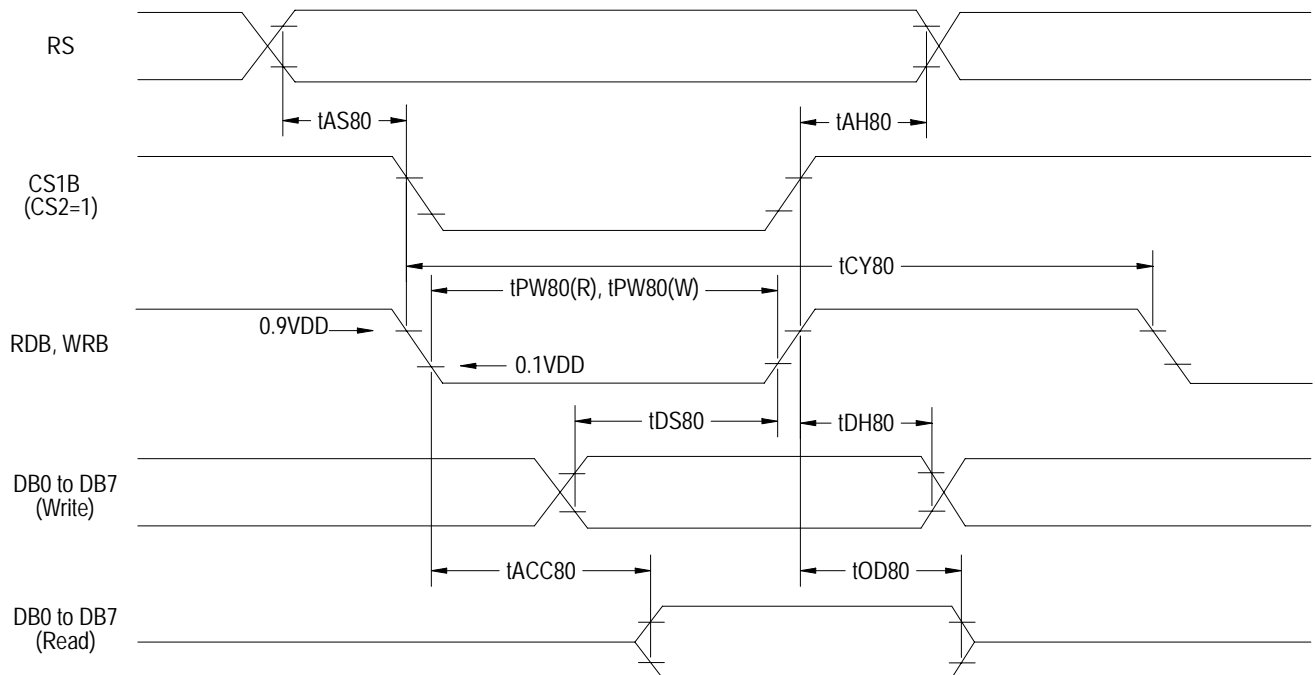 RS
tAS80
tAH80
CS1B
(CS2=1)
tCY80
tPW80(R), tPW80(W)
0.9VDD
RDB, WRB
0.1VDD
tDS80
tDH80
DB0 to DB7
(Write)
tACC80
tOD80
DB0 to DB7
(Read)